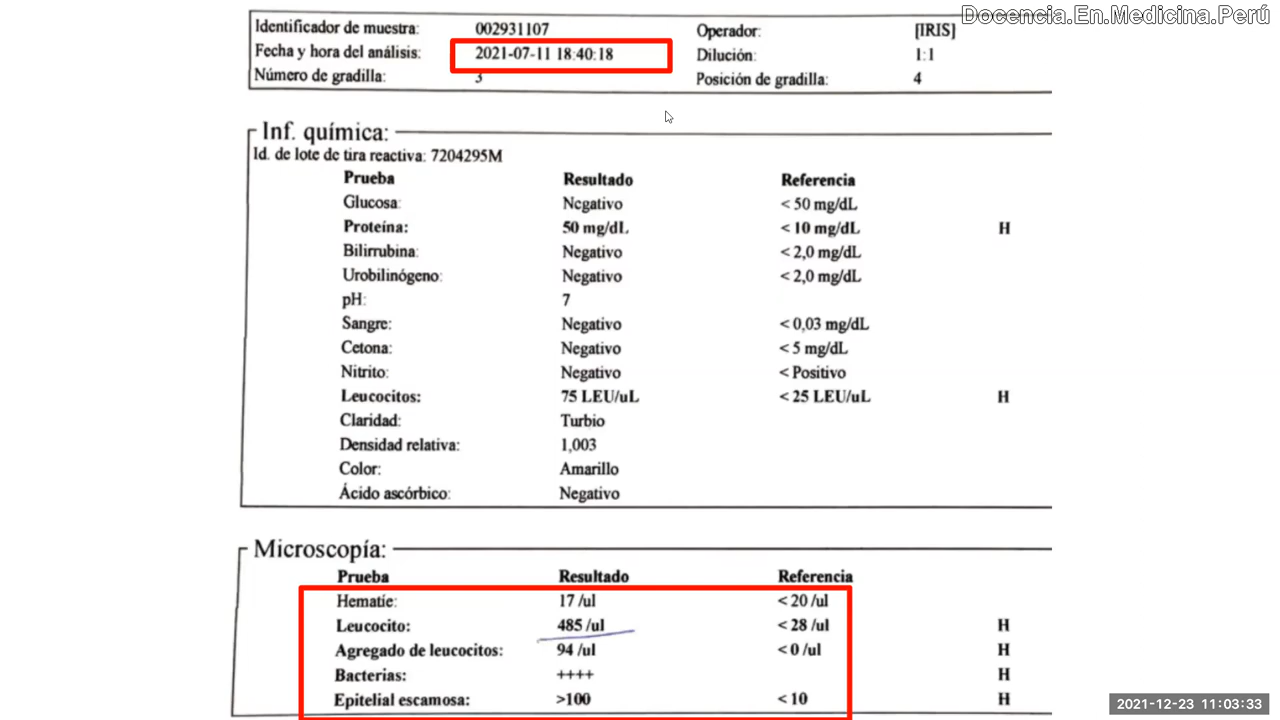 Docencia.En.Medicina.Perú
Identificador de muestra: 002931107 Operador: [IRIS]
Fecha y hora del análisis: 2021-07-11 18:40:18 Dilución: 1:1
Número de gradilla: 3 Posición de gradilla: 4
Inf. química:
Id. de lote de tira reactiva: 7204295M
Prueba Resultado Referencia
Glucosa: Negativo < 50 mg/dL
Proteína: 50 mg/dL < 10 mg/dL H
Bilirrubina: Negativo < 2,0 mg/dL
Urobilinógeno: Negativo < 2,0 mg/dL
pH: 7
Sangre: Negativo < 0,03 mg/dL
Cetona: Negativo < 5 mg/dL
Nitrito: Negativo < Positivo
Leucocitos: 75 LEU/uL < 25 LEU/uL H
Claridad: Turbio
Densidad relativa: 1,003
Color: Amarillo
Ácido ascórbico: Negativo
Microscopía:
Prueba Resultado Referencia
Hematíe: 17 /ul < 20 /ul
Leucocito: 485 /ul < 28 /ul H
Agregado de leucocitos: 94 /ul < 0 /ul H
Bacterias: ++++ H
Epitelial escamosa: >100 < 10 H
2021-12-23 11:03:33